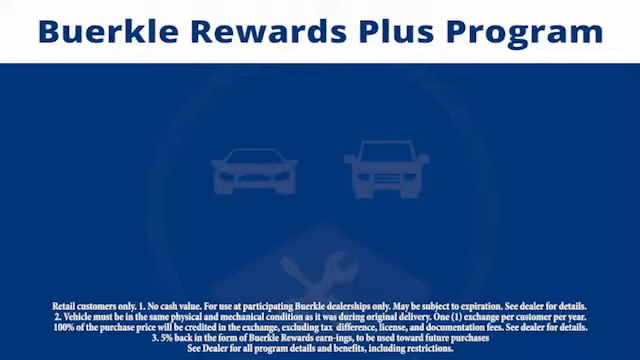 Buerkle Rewards Plus Program
Retail customers only. 1. No cash value. For use at participating Buerkle dealerships only. May be subject to expiration. See dealer for details.
2. Vehicle must be in the same physical and mechanical condition as it was during original delivery. One (1) exchange per customer per year.
100% of the purchase price will be credited in the exchange, excluding tax difference, license, and documentation fees. See dealer for details.
3. 5% back in the form of Buerkle Rewards earn-ings, to be used toward future purchases
See Dealer for all program details and benefits, including restrictions.